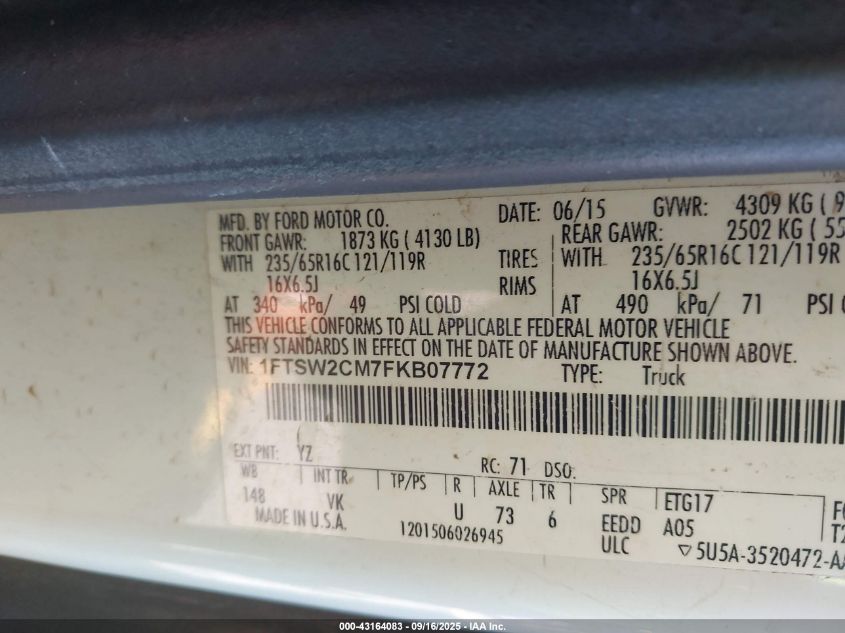 MFD. BY FORD MOTOR CO. DATE: 06/15 GVWR: 4309 KG ( 9
FRONT GAWR: 1873 KG ( 4130 LB) REAR GAWR: 2502 KG ( 55
WITH 235/65R16C 121/119R TIRES WITH 235/65R16C 121/119R
16X6.5J RIMS 16X6.5J
AT 340 kPa/ 49 PSI COLD AT 490 kPa/ 71 PSI
THIS VEHICLE CONFORMS TO ALL APPLICABLE FEDERAL MOTOR VEHICLE
SAFETY STANDARDS IN EFFECT ON THE DATE OF MANUFACTURE SHOWN ABOVE.
VIN: 1FTSW2CM7FKB07772 TYPE: Truck
EXT PNT: YZ RC: 71 DSO:
WB INT TR TP/PS R AXLE TR SPR ETG17
148 VK U 73 6 EEDD A05
MADE IN U.S.A. 1201506026945 ULC ▽5U5A-3520472-AA
000-43164083 - 09/16/2025 - IAA Inc.